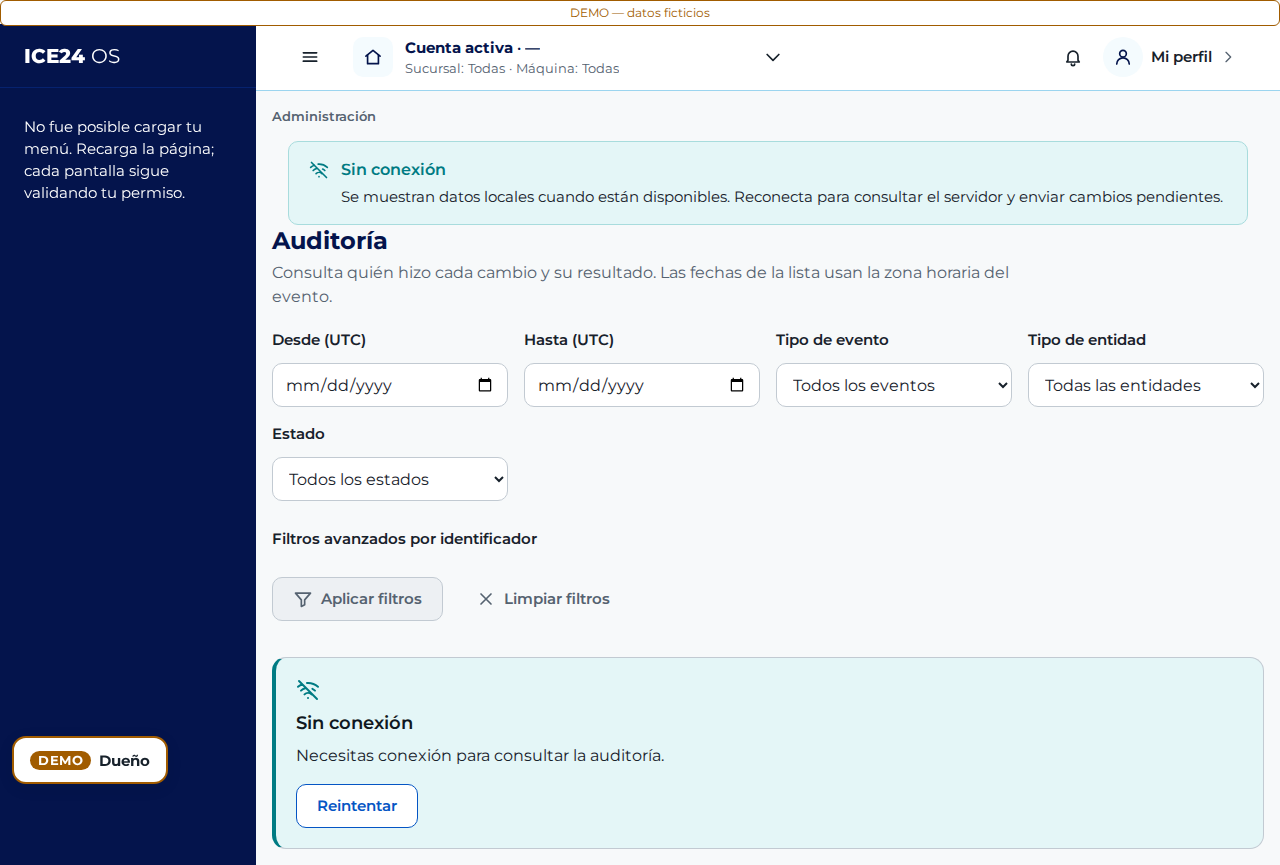 DEMO — datos ficticios
ICE24 OS
Cuenta activa · —
Sucursal: Todas · Máquina: Todas
Mi perfil
No fue posible cargar tu
menú. Recarga la página;
cada pantalla sigue
validando tu permiso.
Administración
Sin conexión
Se muestran datos locales cuando están disponibles. Reconecta para consultar el servidor y enviar cambios pendientes.
Auditoría
Consulta quién hizo cada cambio y su resultado. Las fechas de la lista usan la zona horaria del
evento.
Desde (UTC)
Hasta (UTC)
Tipo de evento
Tipo de entidad
mm/dd/yyyy
mm/dd/yyyy
Todos los eventos
Todas las entidades
Estado
Todos los estados
Filtros avanzados por identificador
Aplicar filtros
Limpiar filtros
Sin conexión
Necesitas conexión para consultar la auditoría.
Reintentar
DEMO Dueño